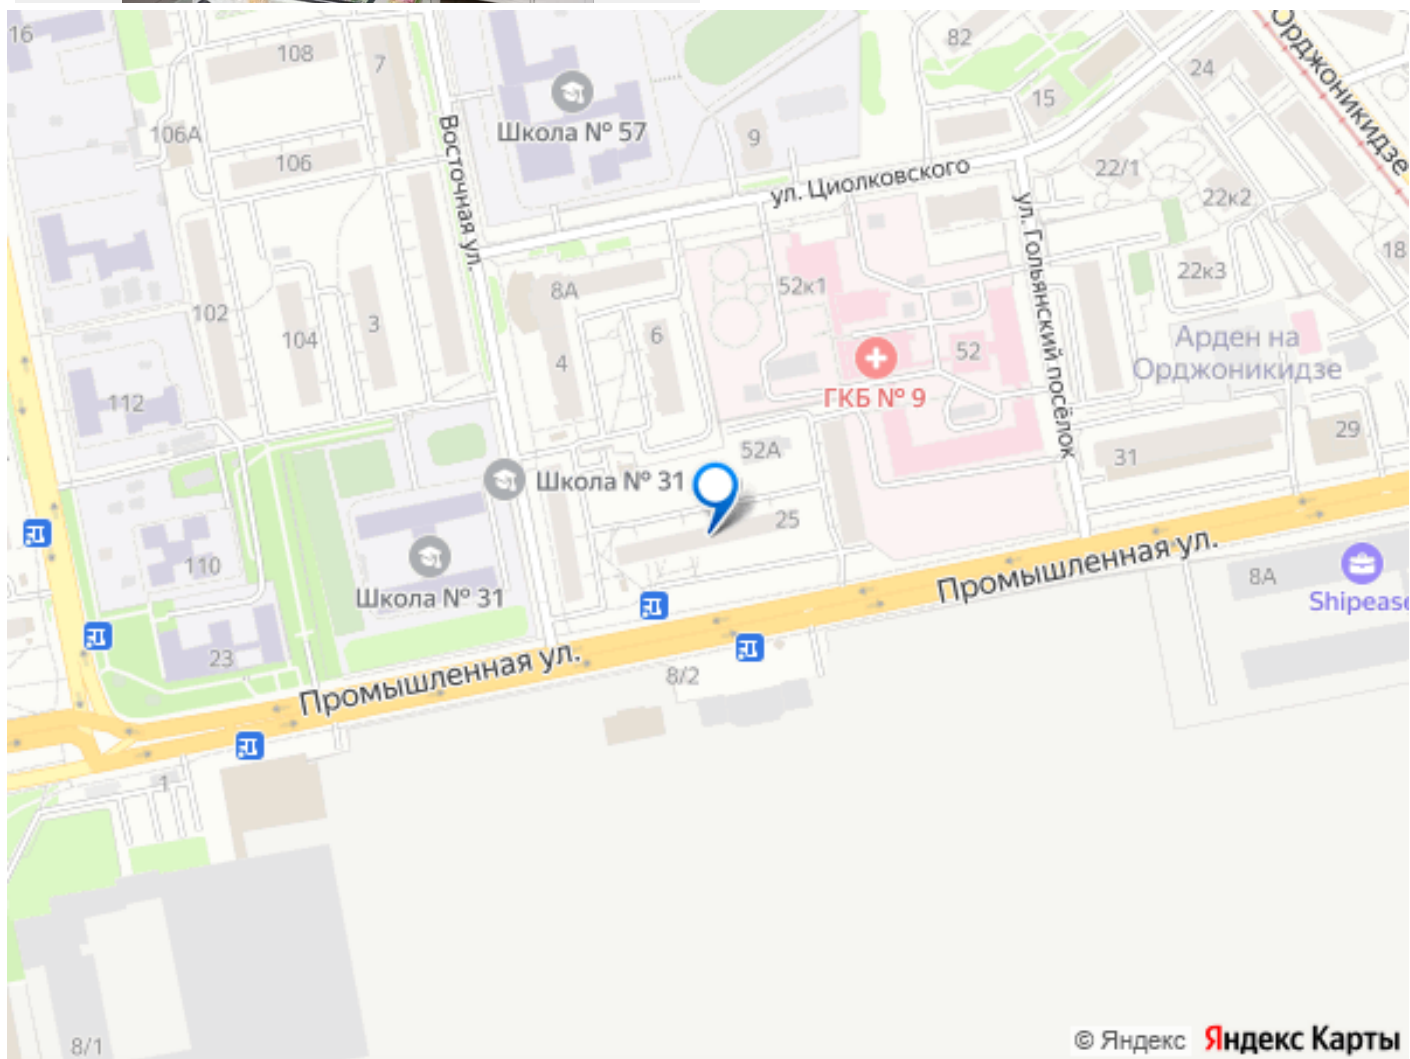 16
108
7
82
24
Орджоникидзе
15
Школа № 57
9
106А
106
Восточная ул.
ул. Циолковского
22/1
22к2
ул. Гольянский посёлок
18
22к3
8А
52к1
102
104
3
6
4
52
Арден на
Орджоникидзе
ГКБ № 9
112
29
52А
31
Школа № 31
25
110
Промышленная ул.
8А
Школа № 31
Shipease
23
8/2
Промышленная ул.
1
8/1
© Яндекс Яндекс Карты